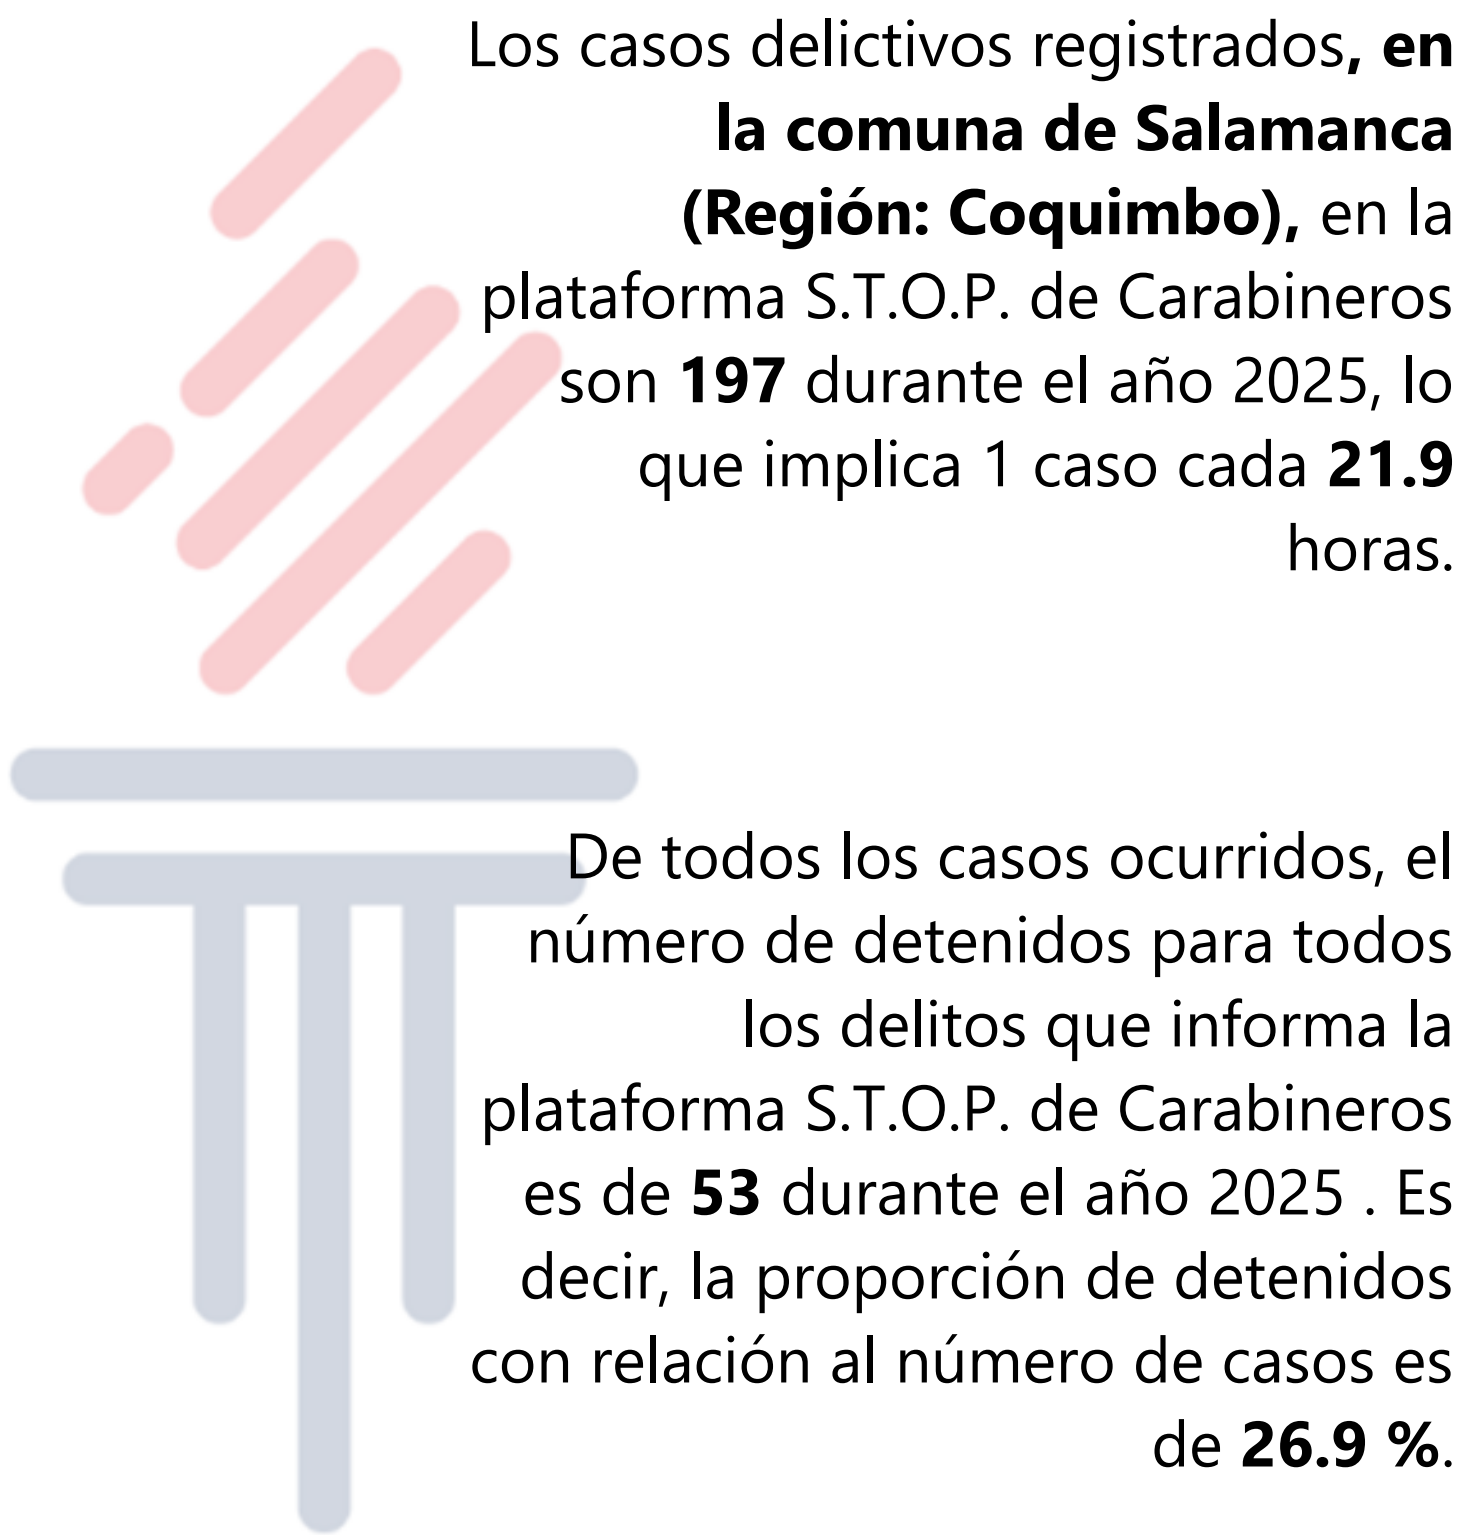 Los casos delictivos registrados, en
la comuna de Salamanca
(Región: Coquimbo), en la
plataforma S.T.O.P. de Carabineros
son 197 durante el año 2025, lo
que implica 1 caso cada 21.9
horas.
De todos los casos ocurridos, el
número de detenidos para todos
los delitos que informa la
plataforma S.T.O.P. de Carabineros
es de 53 durante el año 2025 . Es
decir, la proporción de detenidos
con relación al número de casos es
de 26.9 %.